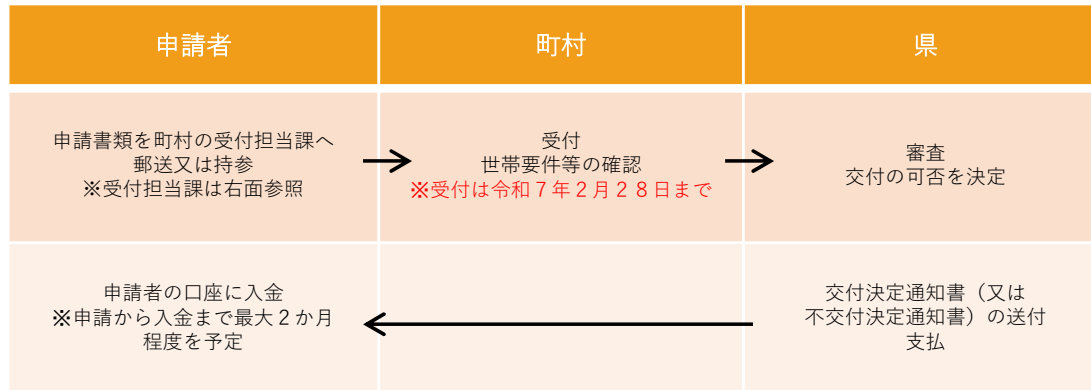 申請者
町村
県
申請書類を町村の受付担当課へ
郵送又は持参
※受付担当課は右面参照
受付
世帯要件等の確認
※受付は令和７年２月２８日まで
審査
交付の可否を決定
申請者の口座に入金
※申請から入金まで最大２か月
程度を予定
交付決定通知書（又は
不交付決定通知書）の送付
支払